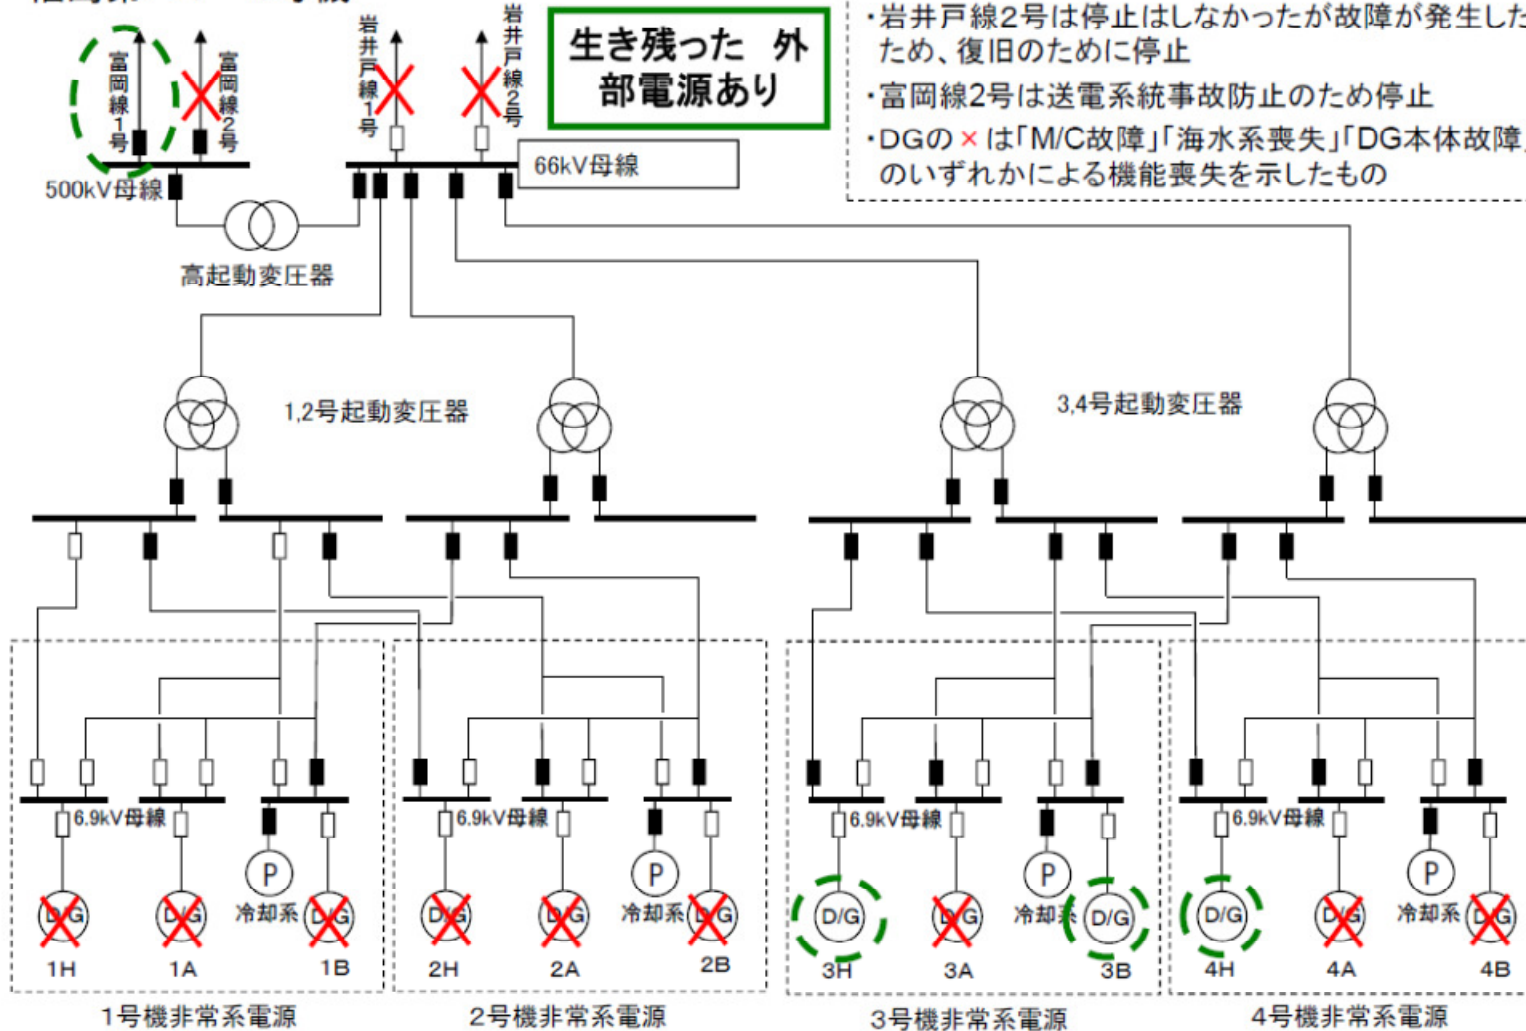 富岡線1号
富岡線2号
岩井戸線1号
岩井戸線2号
生き残った 外
部電源あり
・岩井戸線2号は停止はしなかったが故障が発生した
ため、復旧のために停止
・富岡線2号は送電系統事故防止のため停止
・DGの×は「M/C故障」「海水系喪失」「DG本体故障」
のいずれかによる機能喪失を示したもの
500kV母線
66kV母線
高起動変圧器
1,2号起動変圧器
3,4号起動変圧器
6.9kV母線
6.9kV母線
6.9kV母線
6.9kV母線
P
P
P
P
冷却系
冷却系
冷却系
冷却系
D/G
D/G
D/G
D/G
D/G
D/G
D/G
D/G
D/G
D/G
D/G
D/G
1H
1A
1B
2H
2A
2B
3H
3A
3B
4H
4A
4B
1号機非常系電源
2号機非常系電源
3号機非常系電源
4号機非常系電源